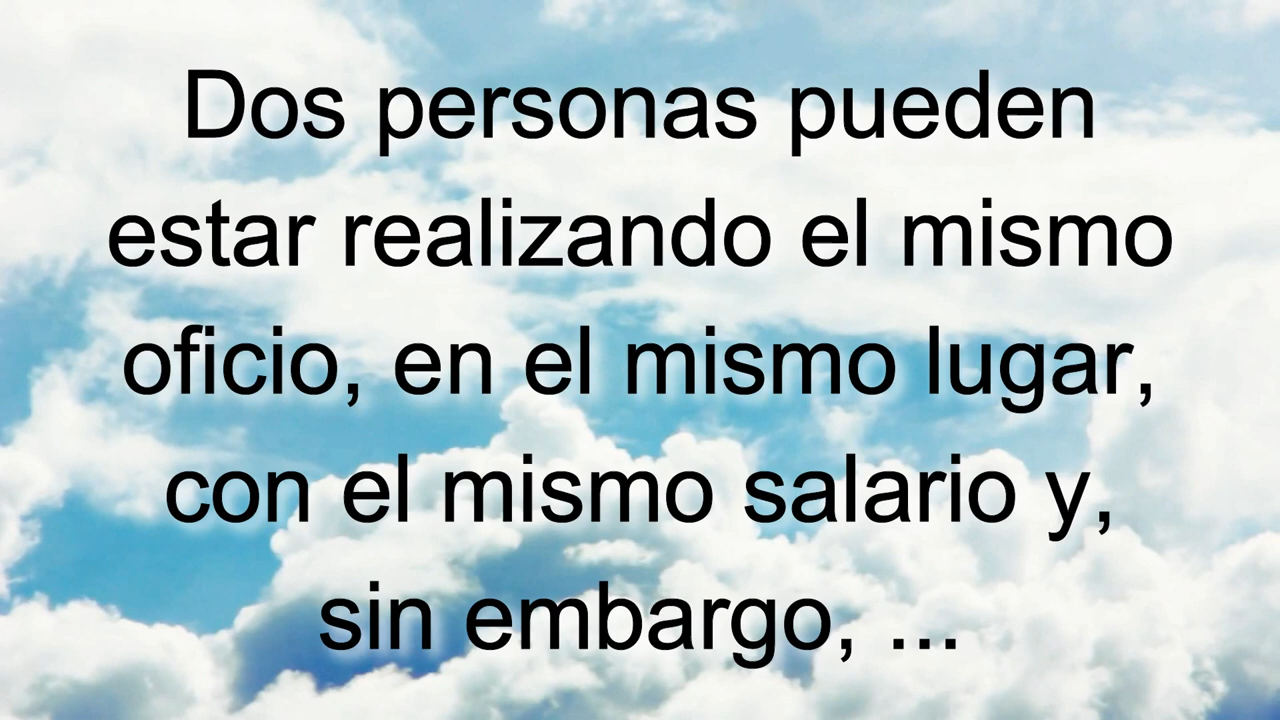 Dos personas pueden
estar realizando el mismo
oficio, en el mismo lugar,
con el mismo salario y,
sin embargo, ...